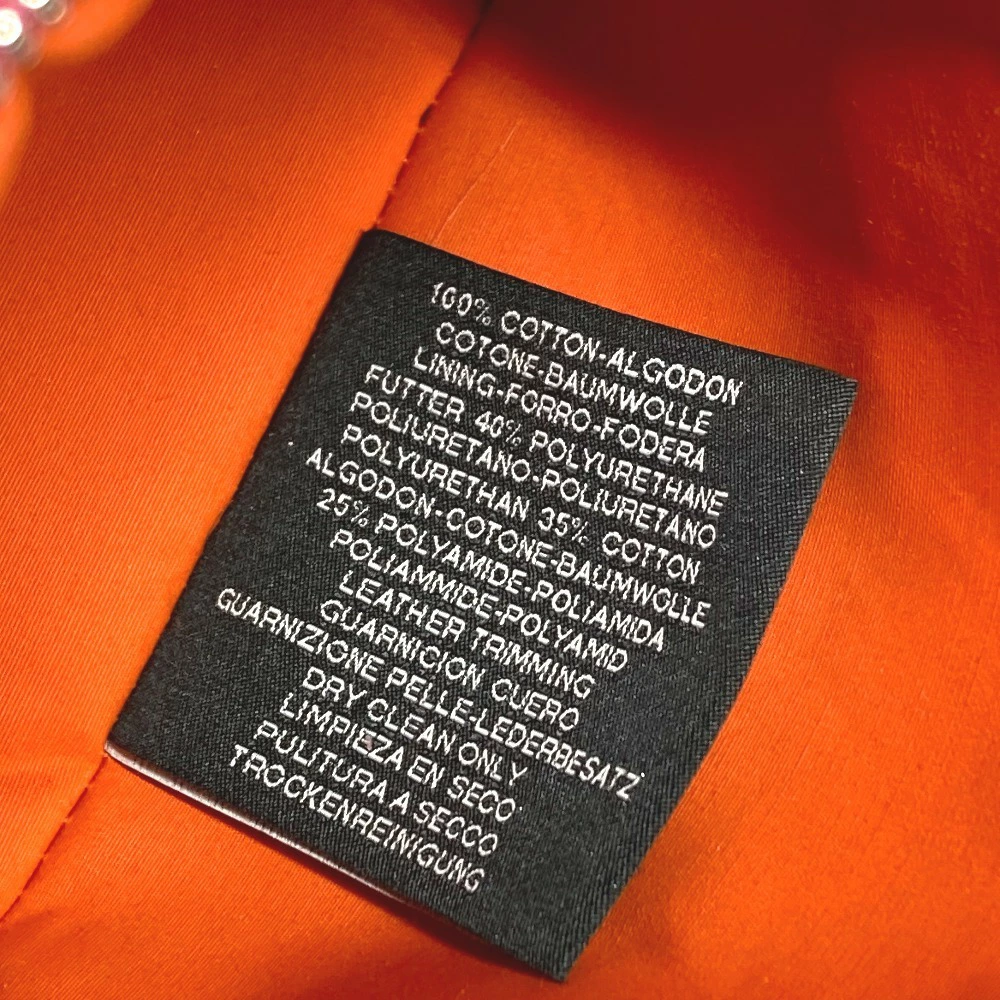 100% COTTON-ALGODON
COTONE-BAUMWOLLE
LINING-FORRO-FODERA
FUTTER 40% POLYURETHANE
POLIURETANO-POLIURETANO
POLYURETHAN 35% COTTON
ALGODON-COTONE-BAUMWOLLE
25% POLYAMIDE-POLIAMIDA
POLIAMMIDE-POLYAMID
LEATHER TRIMMING
GUARNICION CUERO
GUARNIZIONE PELLE-LEDERBESATZ
DRY CLEAN ONLY
LIMPIEZA EN SECO
PULITURA A SECCO
TROCKENREINIGUNG